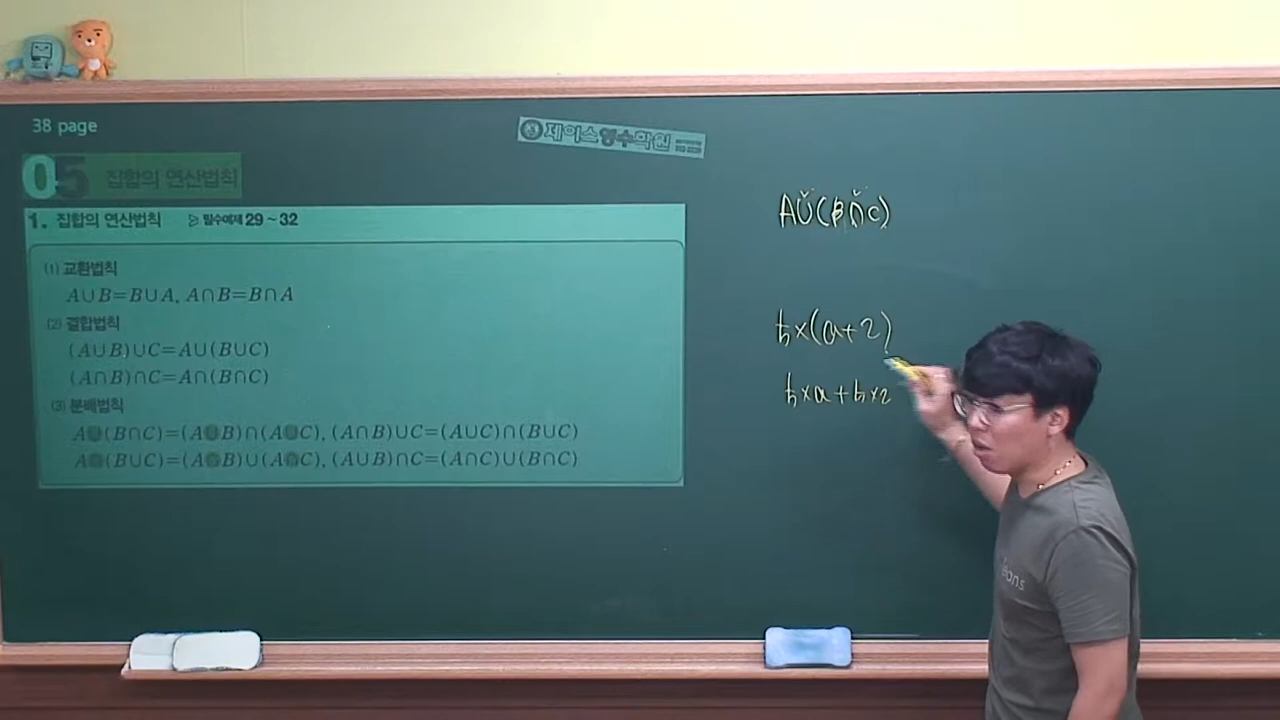 38 page
제이스영수학원
05 집합의 연산법칙
1. 집합의 연산법칙 ▷ 필수예제 29 ~ 32
(1) 교환법칙
A∪B=B∪A, A∩B=B∩A
(2) 결합법칙
(A∪B)∪C=A∪(B∪C)
(A∩B)∩C=A∩(B∩C)
(3) 분배법칙
A∪(B∩C)=(A∪B)∩(A∪C), (A∩B)∪C=(A∪C)∩(B∪C)
A∩(B∪C)=(A∩B)∪(A∩C), (A∪B)∩C=(A∩C)∪(B∩C)
A∪(B∩C)
b×(a+2)
b×a+b×2